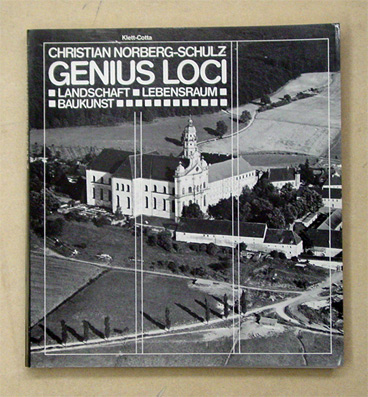 Klett-Cotta
CHRISTIAN NORBERG-SCHULZ
GENIUS LOCI
LANDSCHAFT LEBENSRAUM
BAUKUNST